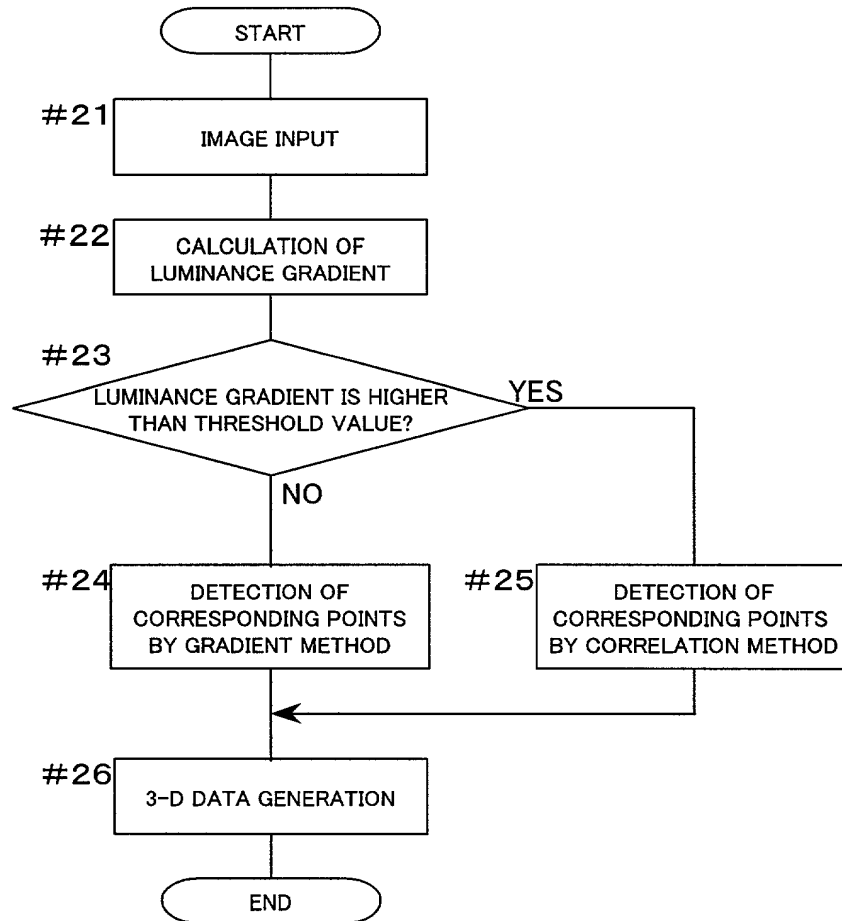 START
#21
IMAGE INPUT
#22
CALCULATION OF
LUMINANCE GRADIENT
#23
LUMINANCE GRADIENT IS HIGHER
THAN THRESHOLD VALUE?
YES
NO
#24
DETECTION OF
CORRESPONDING POINTS
BY GRADIENT METHOD
#25
DETECTION OF
CORRESPONDING POINTS
BY CORRELATION METHOD
#26
3-D DATA GENERATION
END